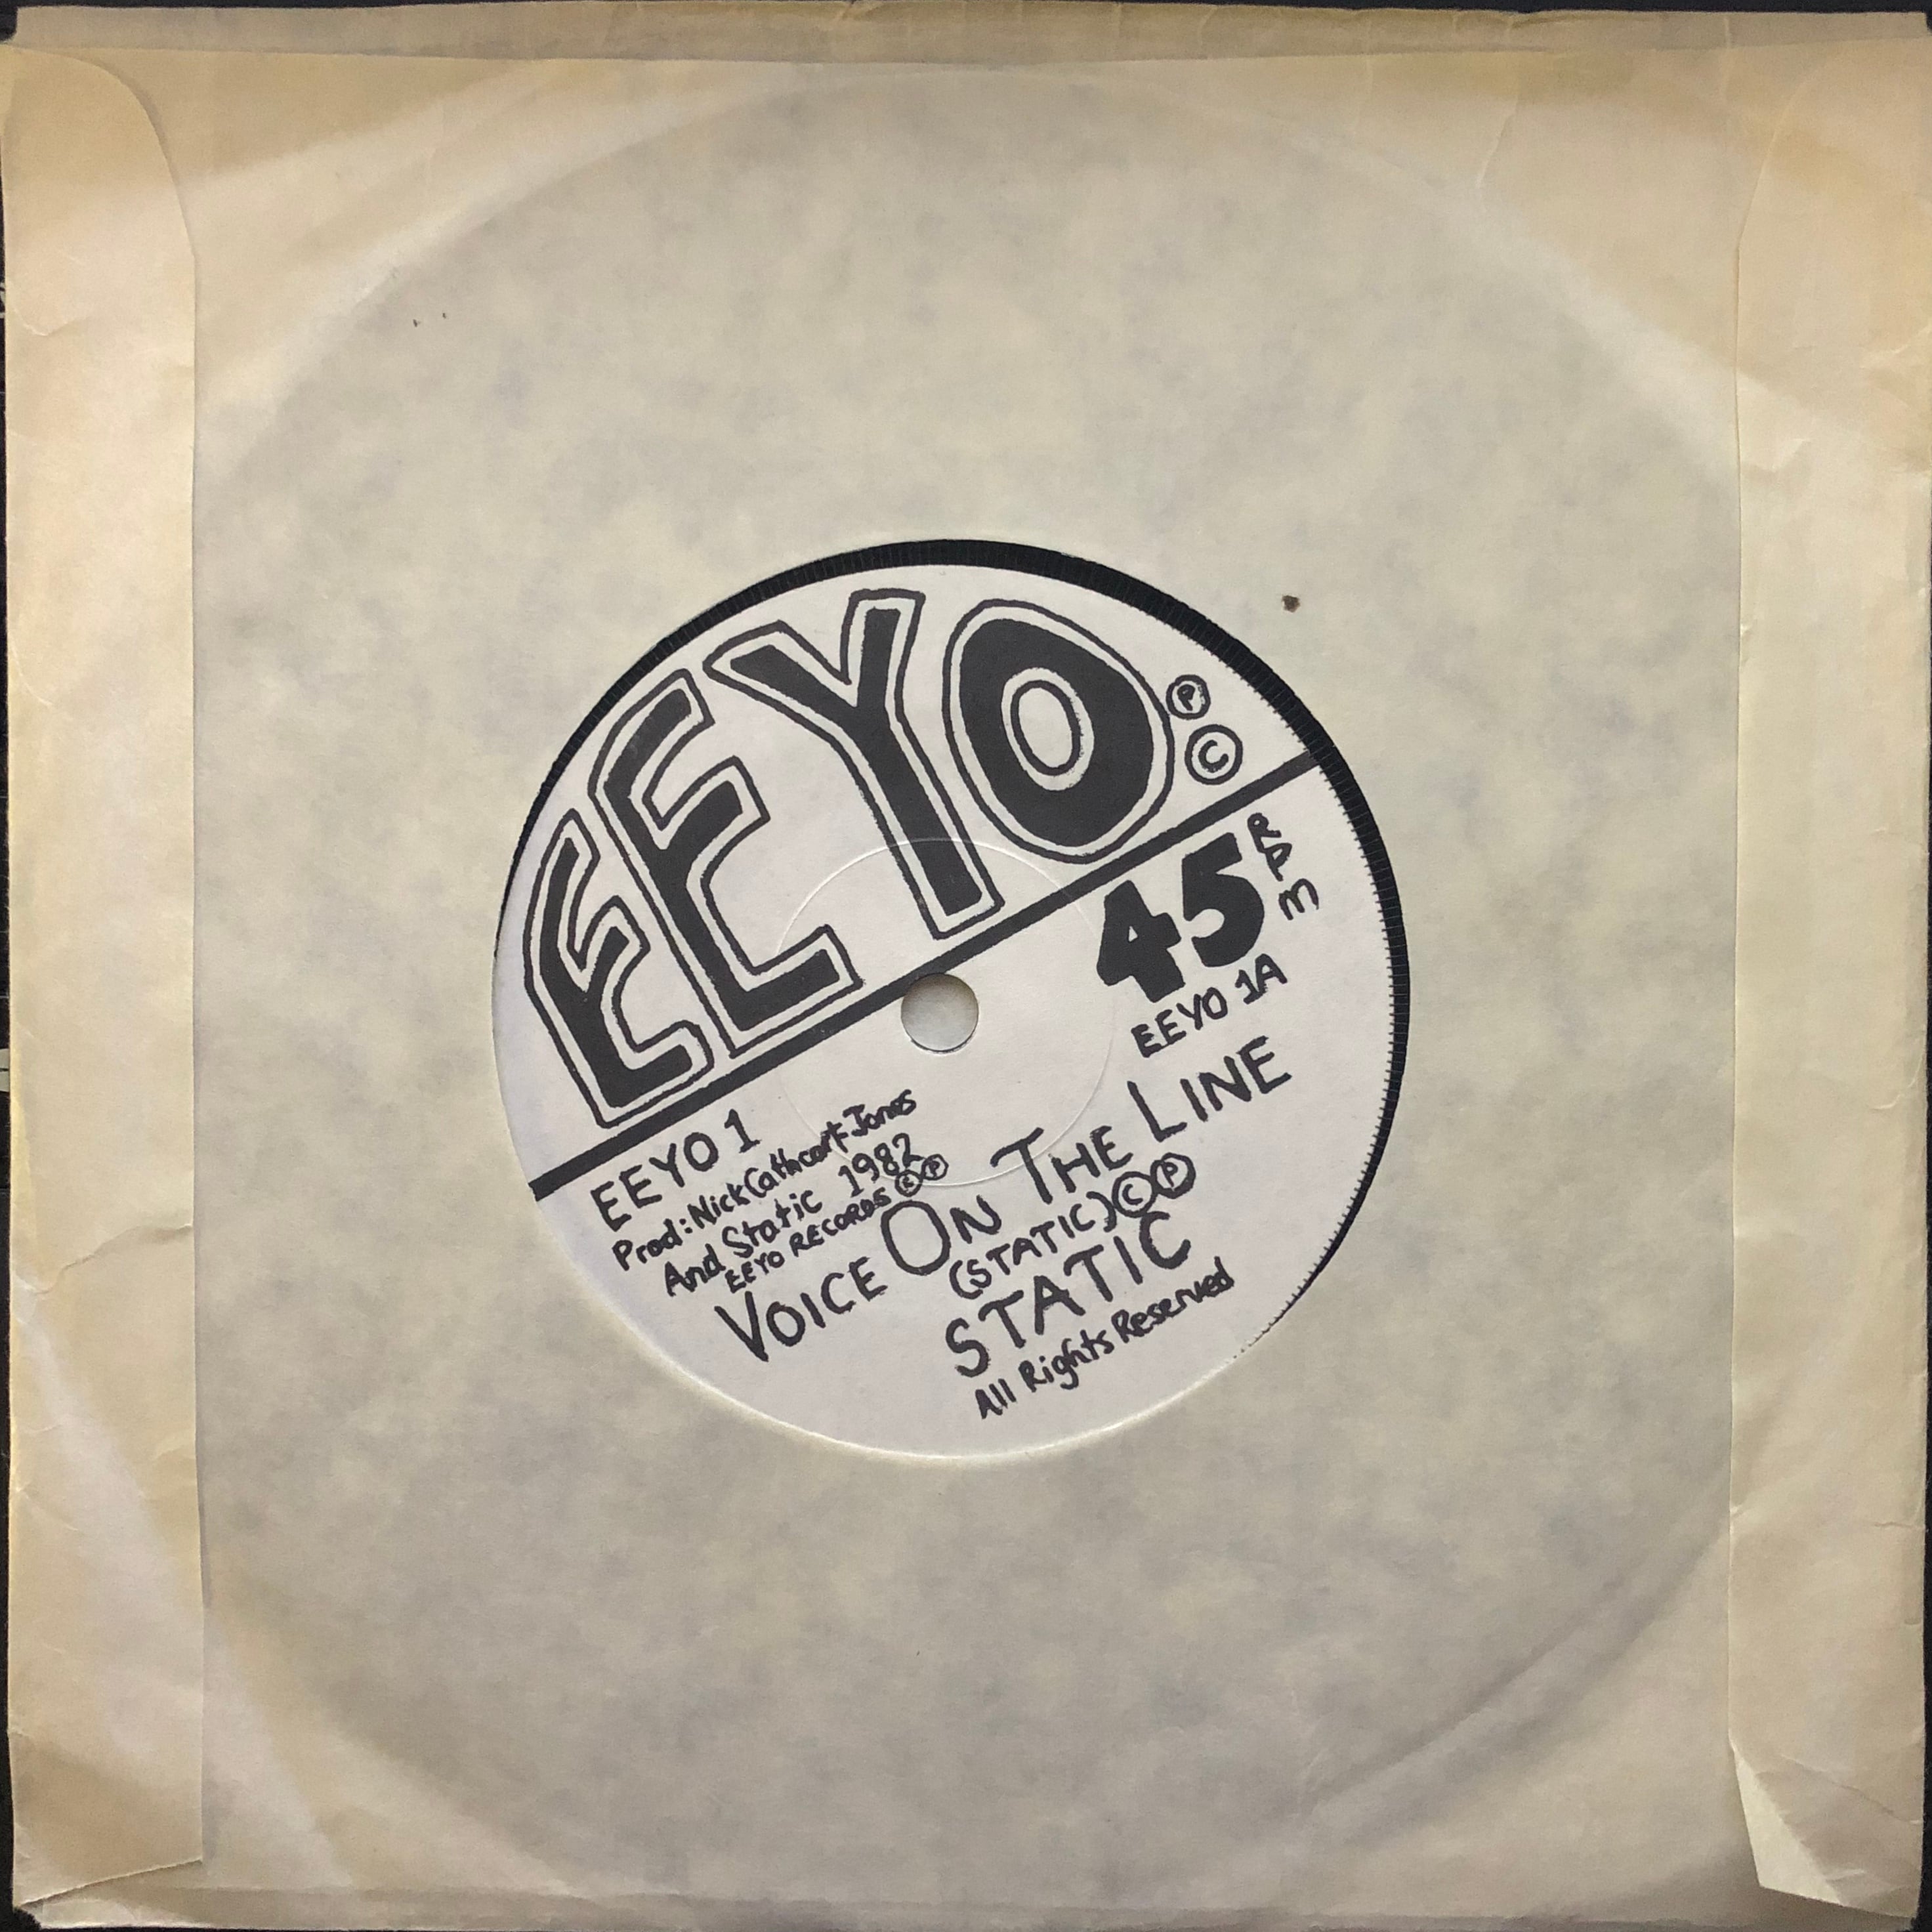 EEYO
Ⓟ
©
45 RPM
EEYO 1A
EEYO 1
Prod: Nick Cathcart-Jones
And Static 1982
EEYO RECORDS ©Ⓟ
VOICE ON THE LINE
(STATIC) ©Ⓟ
STATIC
All Rights Reserved